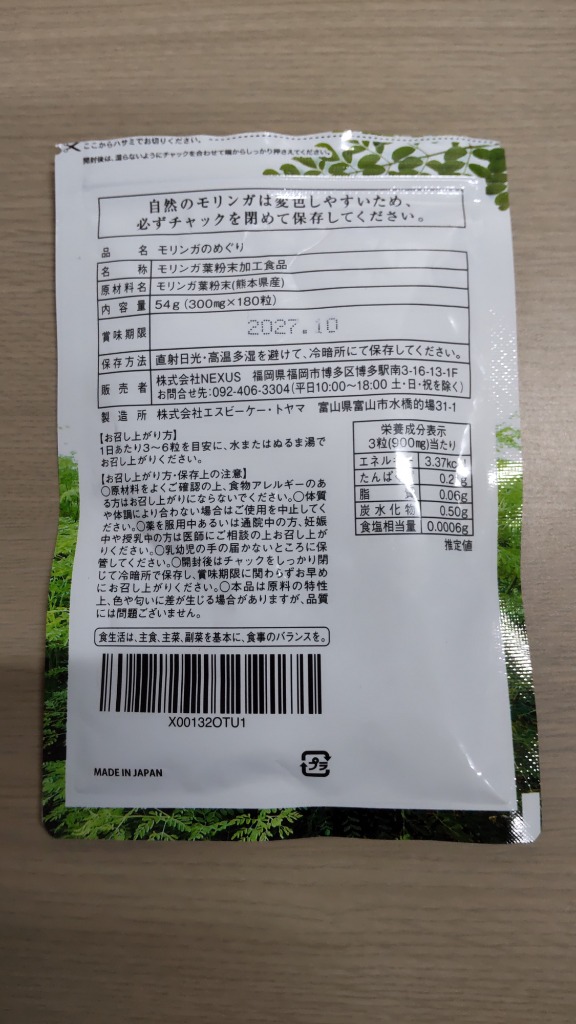 ここからハサミでお切りください。
開封後は、湿らないようにチャックを合わせて端からしっかり押さえてください。
自然のモリンガは変色しやすいため、
必ずチャックを閉めて保存してください。
品名 モリンガのめぐり
名称 モリンガ葉粉末加工食品
原材料名 モリンガ葉粉末(熊本県産)
内容量 54g(300mg×180粒)
賞味期限 2027.10
保存方法 直射日光・高温多湿を避けて、冷暗所にて保存してください。
販売者 株式会社NEXUS 福岡県福岡市博多区博多駅南3-16-13-1F
お問合せ先:092-406-3304(平日10:00～18:00 土・日・祝を除く)
製造所 株式会社エスビーケー・トヤマ 富山県富山市水橋的場31-1
【お召し上がり方】
1日あたり3～6粒を目安に、水またはぬるま湯で
お召し上がりください。
【お召し上がり方・保存上の注意】
○原材料をよくご確認の上、食物アレルギーのあ
る方はお召し上がりにならないでください。○体質
や体調により合わない場合はご使用を中止してく
ださい。○薬を服用中あるいは通院中の方、妊娠
中や授乳中の方は医師にご相談の上お召し上が
りください。○乳幼児の手の届かないところに保
管してください。○開封後はチャックをしっかり閉
じて冷暗所で保存し、賞味期限に関わらずお早め
にお召し上がりください。○本品は原料の特性
上、色や匂いに差が生じる場合がありますが、品質
には問題ございません。
栄養成分表示
3粒(900mg)当たり
エネルギー 3.37kc
たんぱ 0.2 g
脂 0.06g
炭水化物 0.50g
食塩相当量 0.0006g
推定値
食生活は、主食、主菜、副菜を基本に、食事のバランスを。
X00132OTU1
MADE IN JAPAN
プラ